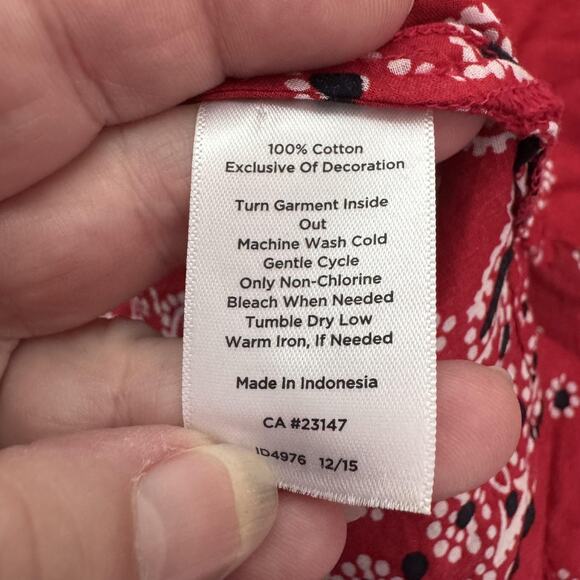 100% Cotton
Exclusive Of Decoration
Turn Garment Inside
Out
Machine Wash Cold
Gentle Cycle
Only Non-Chlorine
Bleach When Needed
Tumble Dry Low
Warm Iron, If Needed
Made In Indonesia
CA #23147
ID4976 12/15